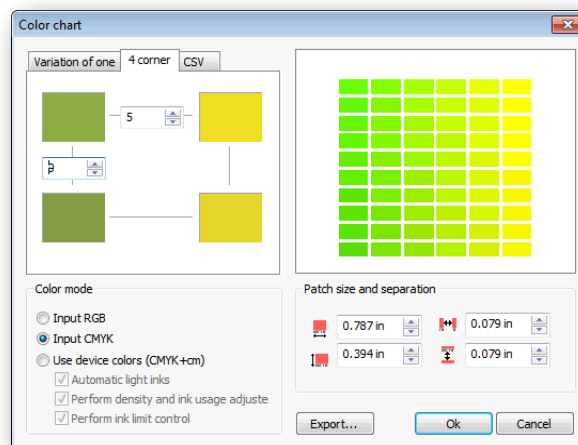 Color chart
Variation of one
4 corner
CSV
5
Color mode
Input RGB
Input CMYK
Use device colors (CMYK+cm)
Automatic light inks
Perform density and ink usage adjuste
Perform ink limit control
Patch size and separation
0.787 in
0.079 in
0.394 in
0.079 in
Export...
Ok
Cancel